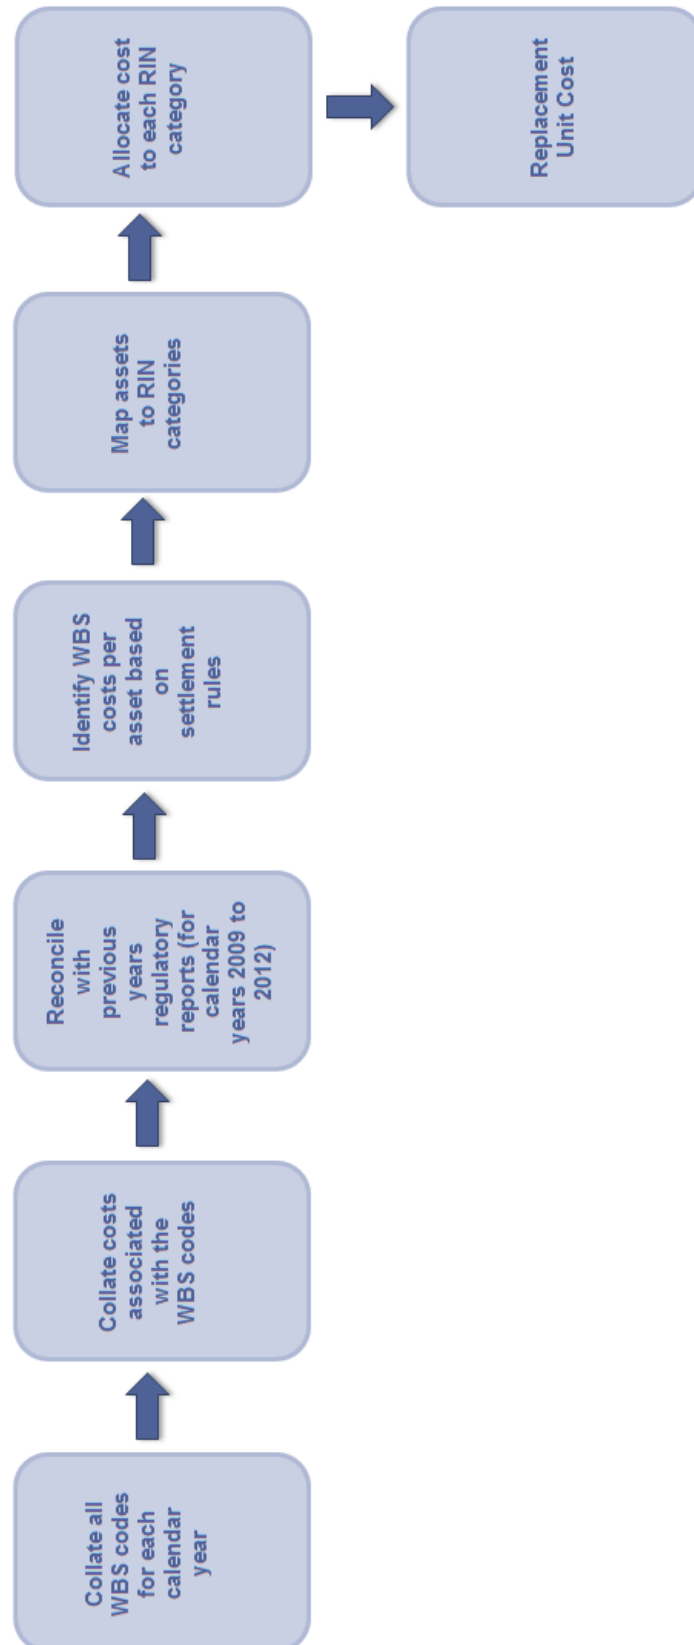 Collate all
WBS codes
for each
calendar
year
Collate costs
associated
with the
WBS codes
Reconcile
with
previous
years
regulatory
reports (for
calendar
years 2009 to
2012)
Identify WBS
costs per
asset based
on
settlement
rules
Map assets
to RIN
categories
Allocate cost
to each RIN
category
Replacement
Unit Cost